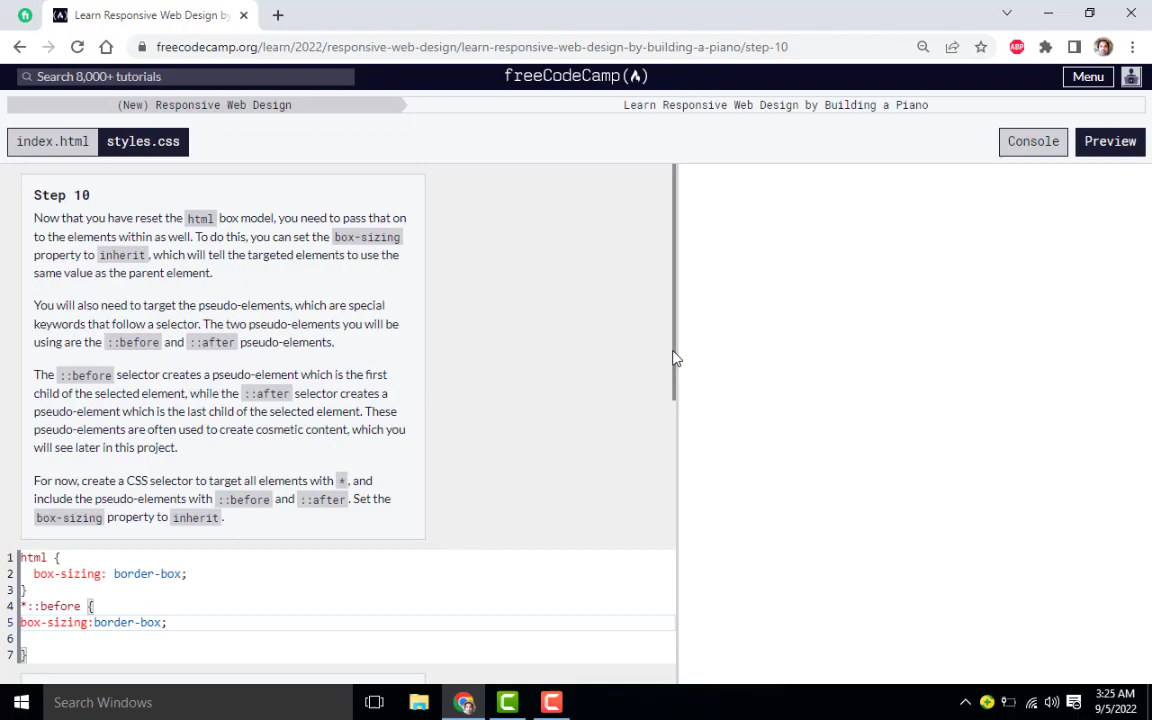 Learn Responsive Web Design by
freecodecamp.org/learn/2022/responsive-web-design/learn-responsive-web-design-by-building-a-piano/step-10
ABP
Search 8,000+ tutorials
freeCodeCamp
Menu
(New) Responsive Web Design
Learn Responsive Web Design by Building a Piano
index.html
styles.css
Console
Preview
Step 10
Now that you have reset the html box model, you need to pass that on
to the elements within as well. To do this, you can set the box-sizing
property to inherit, which will tell the targeted elements to use the
same value as the parent element.
You will also need to target the pseudo-elements, which are special
keywords that follow a selector. The two pseudo-elements you will be
using are the ::before and ::after pseudo-elements.
The ::before selector creates a pseudo-element which is the first
child of the selected element, while the ::after selector creates a
pseudo-element which is the last child of the selected element. These
pseudo-elements are often used to create cosmetic content, which you
will see later in this project.
For now, create a CSS selector to target all elements with *, and
include the pseudo-elements with ::before and ::after. Set the
box-sizing property to inherit.
1 html {
2 box-sizing: border-box;
3 }
4 *::before {
5 box-sizing:border-box;
6
7 }
Search Windows
3:25 AM
9/5/2022